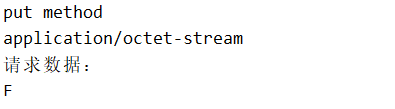 put method
application/octet-stream
请求数据：
F